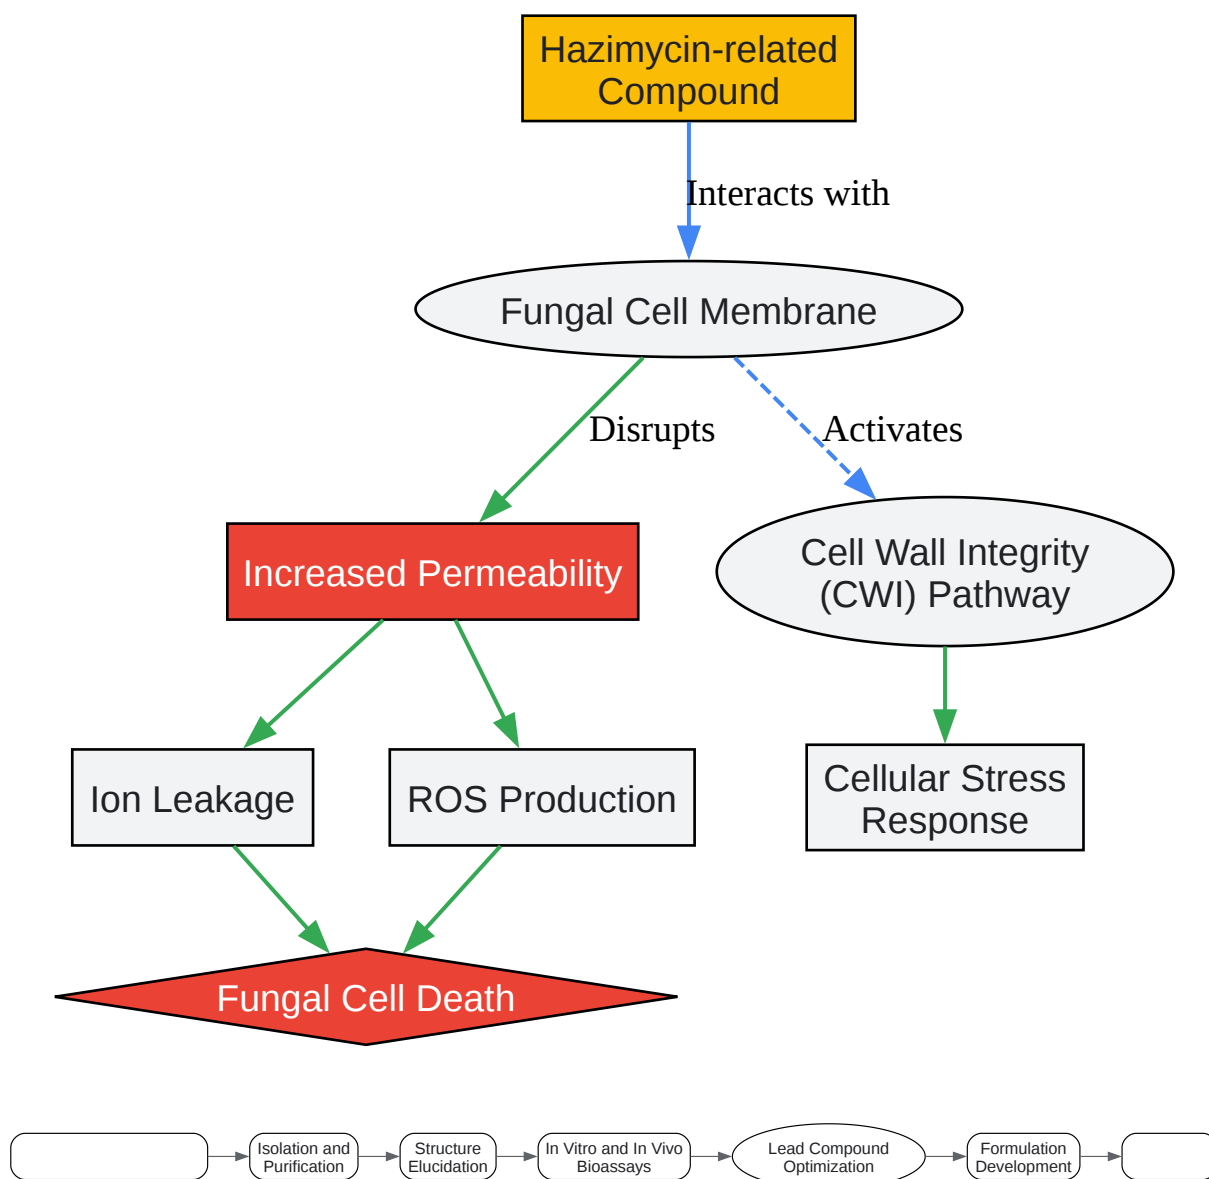 Hazimycin-related
Compound
Interacts with
Fungal Cell Membrane
Disrupts
Activates
Cell Wall Integrity
(CWI) Pathway
Increased Permeability
Ion Leakage
ROS Production
Cellular Stress
Response
Fungal Cell Death
Isolation and
Purification
Structure
Elucidation
In Vitro and In Vivo
Bioassays
Lead Compound
Optimization
Formulation
Development